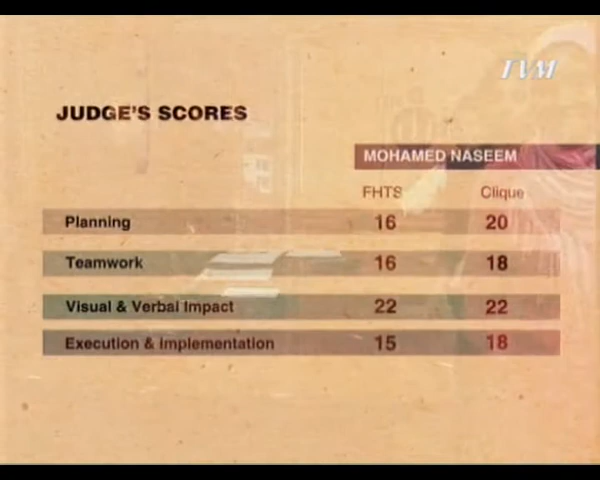 TVM
JUDGE'S SCORES
MOHAMED NASEEM
FHTS Clique
Planning 16 20
Teamwork 16 18
Visual & Verbal Impact 22 22
Execution & Implementation 15 18